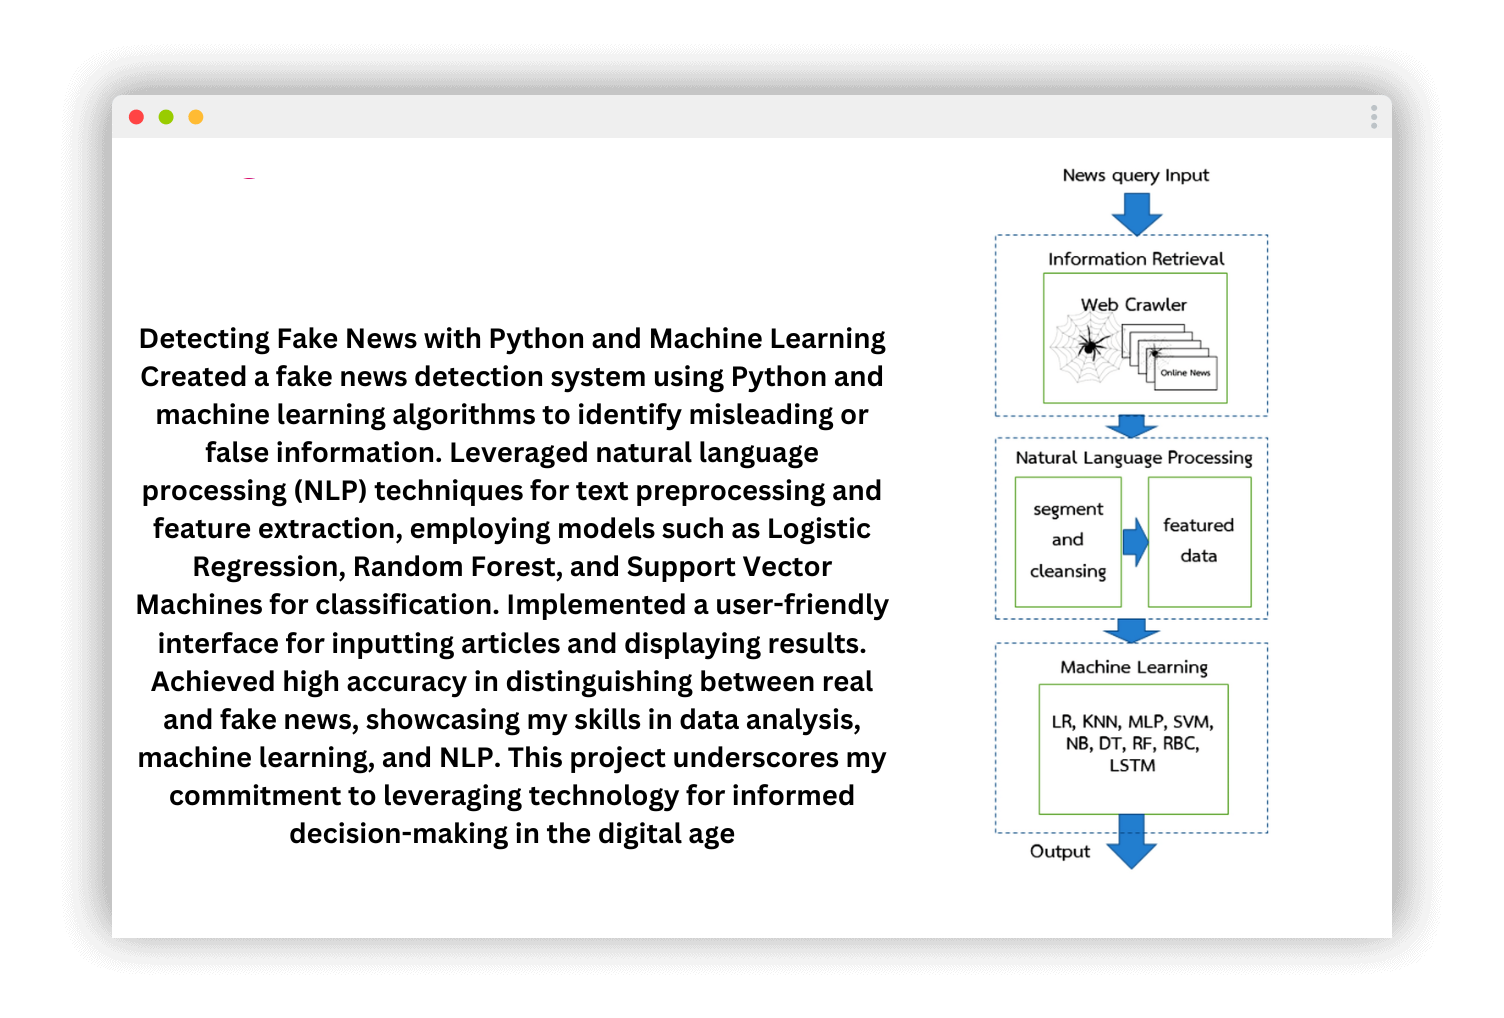 Detecting Fake News with Python and Machine Learning
Created a fake news detection system using Python and
machine learning algorithms to identify misleading or
false information. Leveraged natural language
processing (NLP) techniques for text preprocessing and
feature extraction, employing models such as Logistic
Regression, Random Forest, and Support Vector
Machines for classification. Implemented a user-friendly
interface for inputting articles and displaying results.
Achieved high accuracy in distinguishing between real
and fake news, showcasing my skills in data analysis,
machine learning, and NLP. This project underscores my
commitment to leveraging technology for informed
decision-making in the digital age
News query Input
Information Retrieval
Web Crawler
Online News
Natural Language Processing
segment
and
cleansing
featured
data
Machine Learning
LR, KNN, MLP, SVM,
NB, DT, RF, RBC,
LSTM
Output